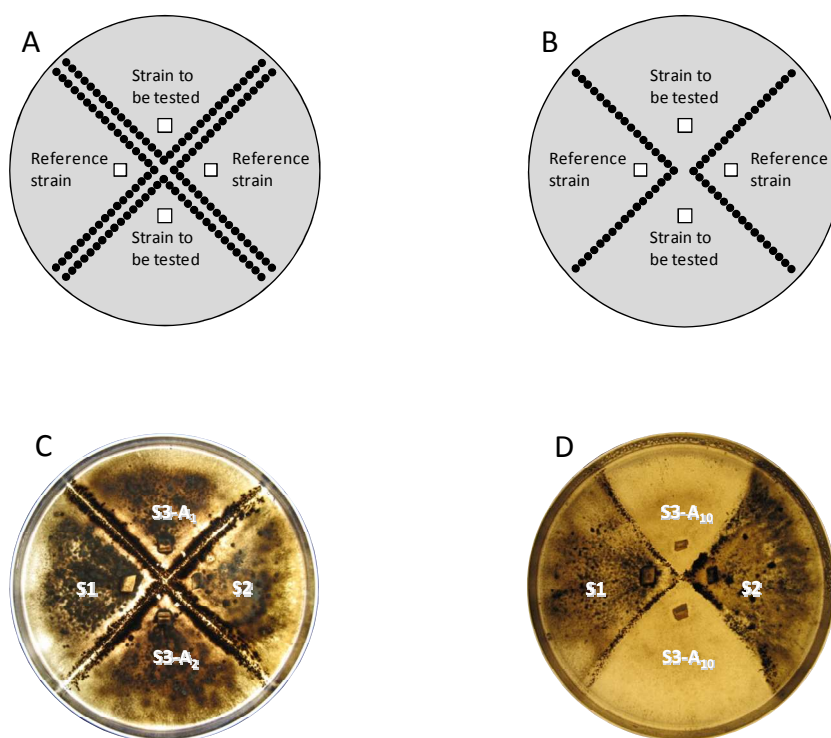 A
Strain to
be tested
Reference
strain
Reference
strain
Strain to
be tested
B
Strain to
be tested
Reference
strain
Reference
strain
Strain to
be tested
C
S3-A₁
S1
S2
S3-A₂
D
S3-A₁₀
S1
S2
S3-A₁₀